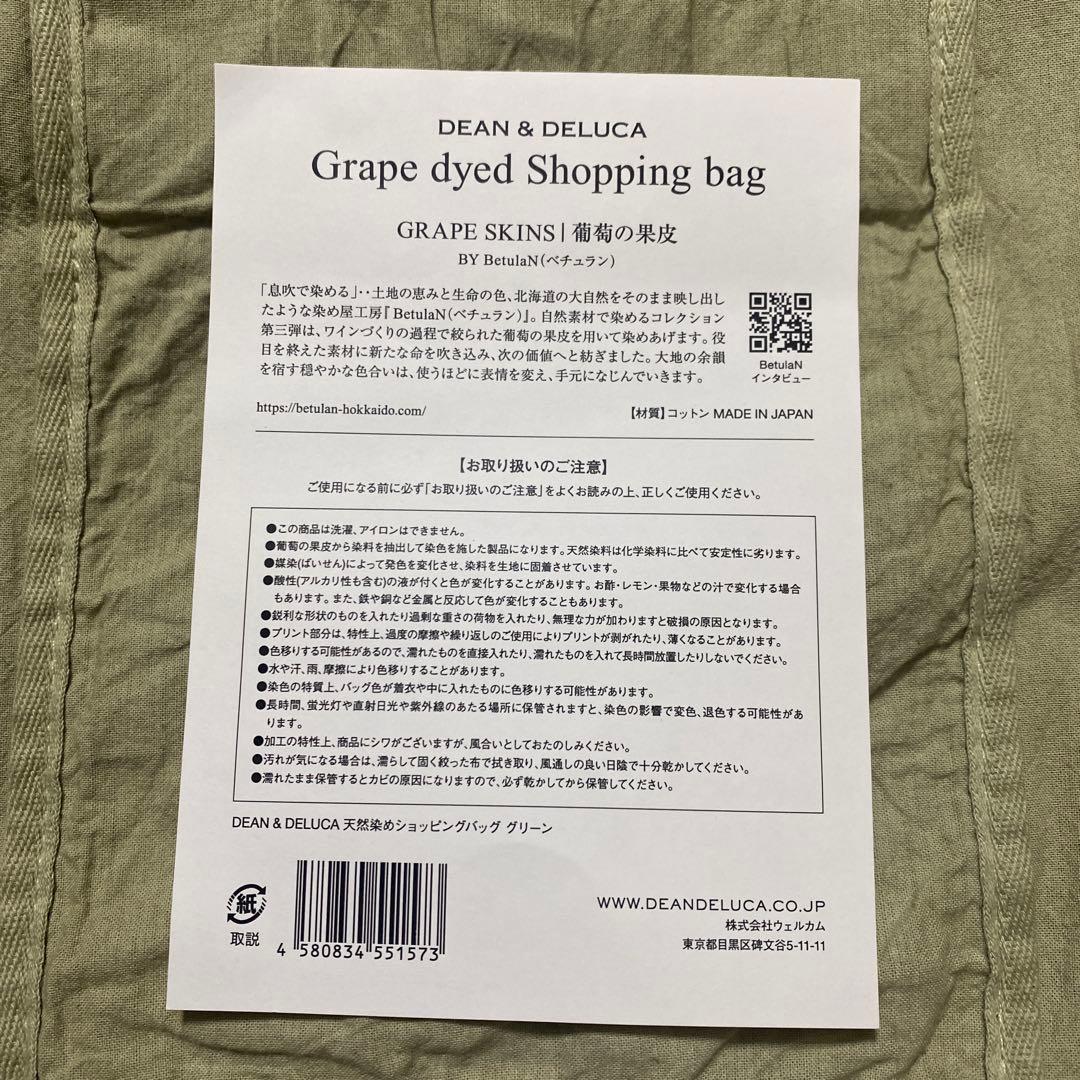 DEAN & DELUCA
Grape dyed Shopping bag
GRAPE SKINS | 葡萄の果皮
BY BetulaN(ベチュラン)
「息吹で染める」・・土地の恵みと生命の色、北海道の大自然をそのまま映し出し
たような染め屋工房『BetulaN(ベチュラン)』。自然素材で染めるコレクション
第三弾は、ワインづくりの過程で絞られた葡萄の果皮を用いて染めあげます。役
目を終えた素材に新たな命を吹き込み、次の価値へと紡ぎました。大地の余韻
を宿す穏やかな色合いは、使うほどに表情を変え、手元になじんでいきます。
BetulaN
インタビュー
https://betulan-hokkaido.com/
【材質】コットン MADE IN JAPAN
【お取り扱いのご注意】
ご使用になる前に必ず「お取り扱いのご注意」をよくお読みの上、正しくご使用ください。
●この商品は洗濯、アイロンはできません。
●葡萄の果皮から染料を抽出して染色を施した製品になります。天然染料は化学染料に比べて安定性に劣ります。
●媒染(ばいせん)によって発色を変化させ、染料を生地に固着させています。
●酸性(アルカリ性も含む)の液が付くと色が変化することがあります。お酢・レモン・果物などの汁で変化する場合
もあります。また、鉄や銅など金属と反応して色が変化することもあります。
●鋭利な形状のものを入れたり過剰な重さの荷物を入れたり、無理な力が加わりますと破損の原因となります。
●プリント部分は、特性上、過度の摩擦や繰り返しのご使用によりプリントが剥がれたり、薄くなることがあります。
●色移りする可能性があるので、濡れたものを直接入れたり、濡れたものを入れて長時間放置したりしないでください。
●水や汗、雨、摩擦により色移りすることがあります。
●染色の特質上、バッグ色が着衣や中に入れたものに色移りする可能性があります。
●長時間、蛍光灯や直射日光や紫外線のあたる場所に保管されますと、染色の影響で変色、退色する可能性があ
ります。
●加工の特性上、商品にシワがございますが、風合いとしておたのしみください。
●汚れが気になる場合は、濡らして固く絞った布で拭き取り、風通しの良い日陰で十分乾かしてください。
●濡れたまま保管するとカビの原因になりますので、必ず乾かしてから保管してください。
DEAN & DELUCA 天然染めショッピングバッグ グリーン
紙
取説
4 580834 551573
WWW.DEANDELUCA.CO.JP
株式会社ウェルカム
東京都目黒区碑文谷5-11-11